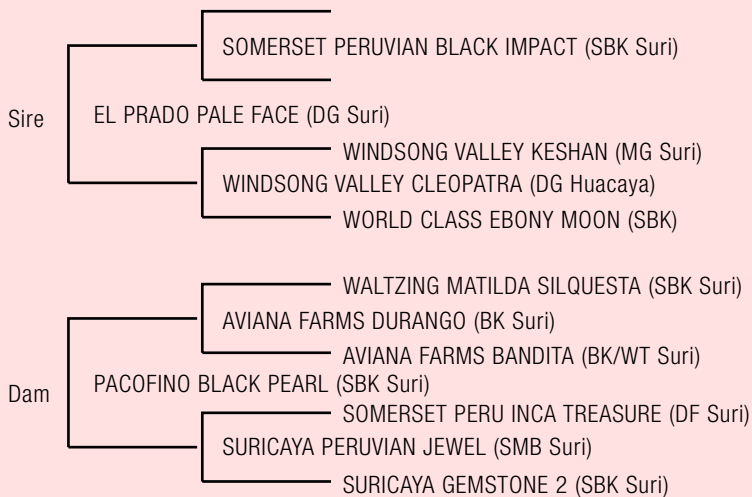 SOMERSET PERUVIAN BLACK IMPACT (SBK Suri)
Sire
EL PRADO PALE FACE (DG Suri)
WINDSONG VALLEY KESHAN (MG Suri)
WINDSONG VALLEY CLEOPATRA (DG Huacaya)
WORLD CLASS EBONY MOON (SBK)
WALTZING MATILDA SILQUESTA (SBK Suri)
AVIANA FARMS DURANGO (BK Suri)
AVIANA FARMS BANDITA (BK/WT Suri)
Dam
PACOFINO BLACK PEARL (SBK Suri)
SOMERSET PERU INCA TREASURE (DF Suri)
SURICAYA PERUVIAN JEWEL (SMB Suri)
SURICAYA GEMSTONE 2 (SBK Suri)